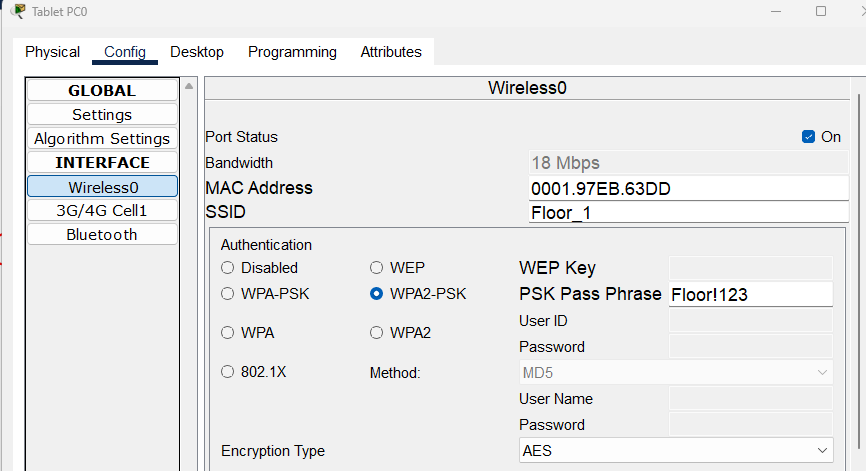 Tablet PC0
Physical Config Desktop Programming Attributes
GLOBAL
Settings
Algorithm Settings
INTERFACE
Wireless0
3G/4G Cell1
Bluetooth
Wireless0
Port Status On
Bandwidth 18 Mbps
MAC Address 0001.97EB.63DD
SSID Floor_1
Authentication
Disabled WEP WEP Key
WPA-PSK WPA2-PSK PSK Pass Phrase Floor!123
User ID
WPA WPA2
Password
802.1X Method: MD5
User Name
Password
Encryption Type AES